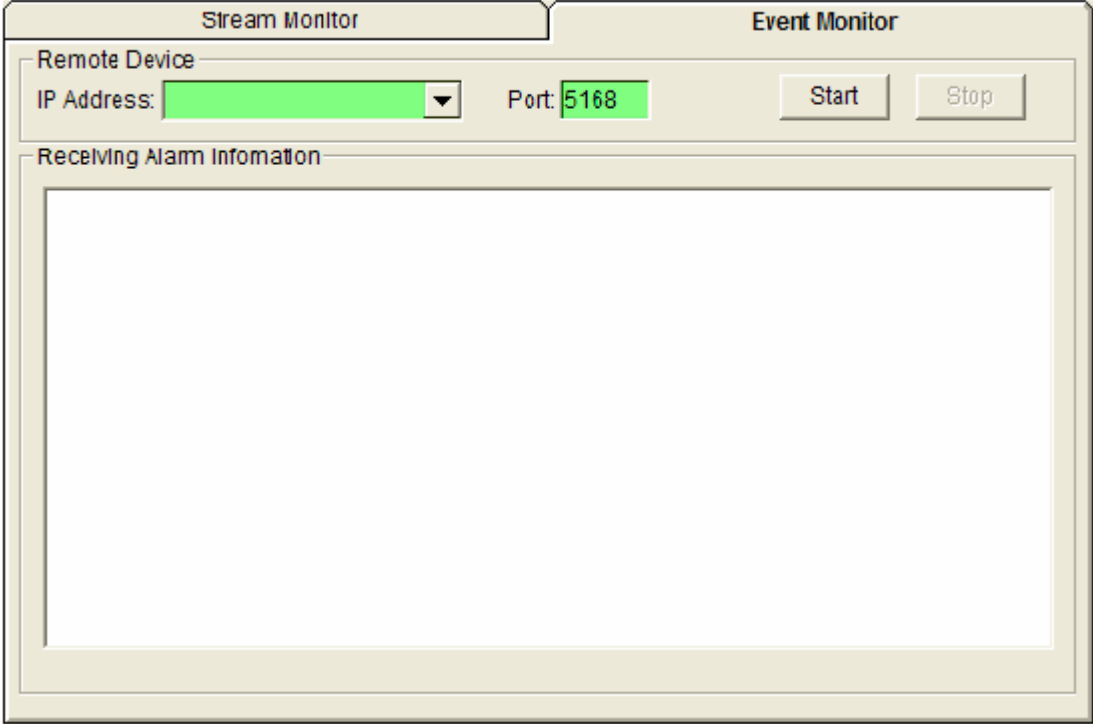 Stream Monitor
Event Monitor
Remote Device
IP Address:
Port: 5168
Start
Stop
Receiving Alarm Infomation